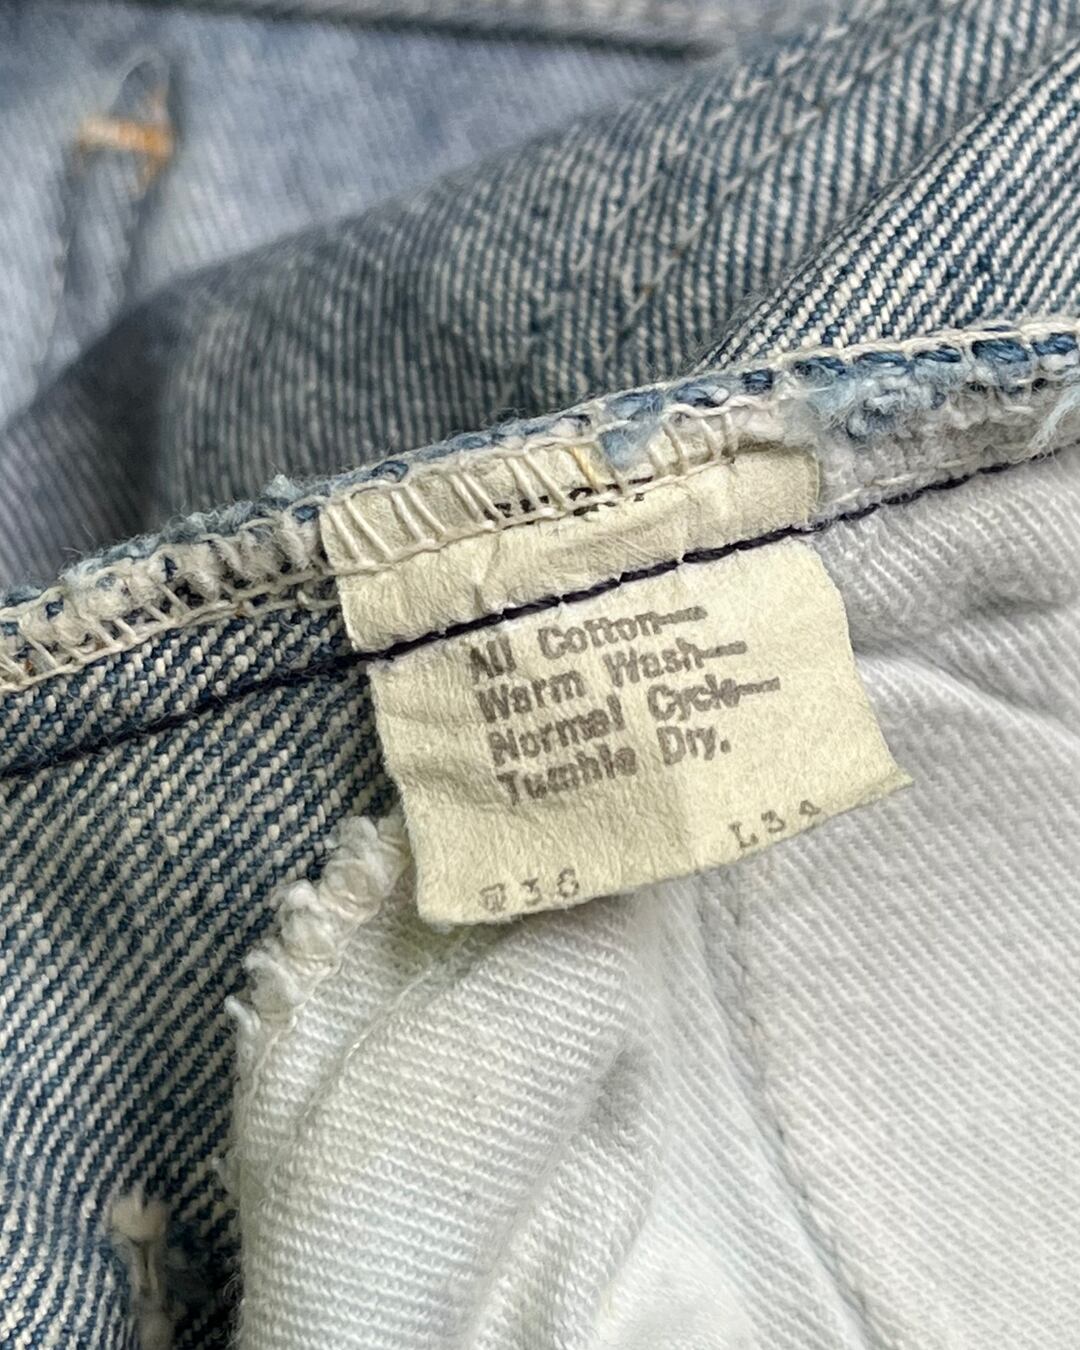 All Cotton—
Warm Wash—
Normal Cycle—
Tumble Dry.
W36 L34